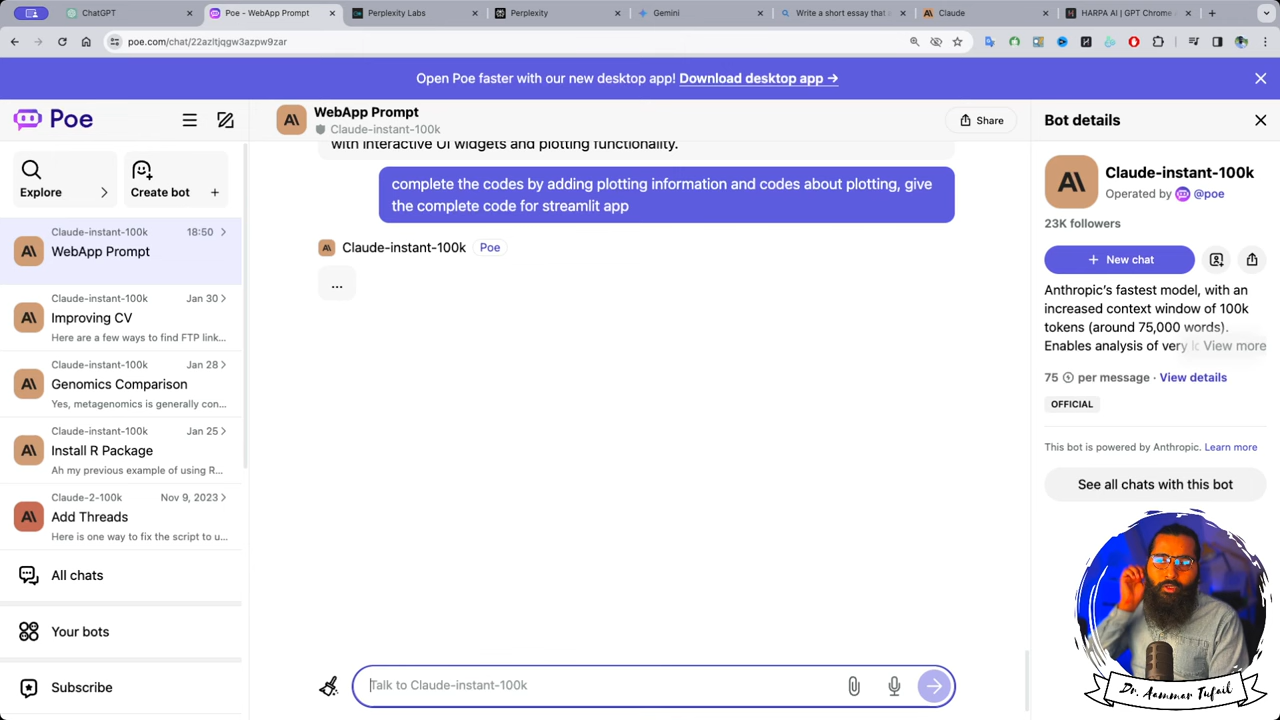 ChatGPT
Poe - WebApp Prompt
Perplexity Labs
Perplexity
Gemini
Write a short essay that a
Claude
HARPA AI | GPT Chrome
poe.com/chat/22azltjqgw3azpw9zar
Open Poe faster with our new desktop app! Download desktop app →
Poe
Explore
Create bot +
Claude-instant-100k 18:50
WebApp Prompt
Claude-instant-100k Jan 30
Improving CV
Here are a few ways to find FTP link...
Claude-instant-100k Jan 28
Genomics Comparison
Yes, metagenomics is generally con...
Claude-instant-100k Jan 25
Install R Package
Ah my previous example of using R...
Claude-2-100k Nov 9, 2023
Add Threads
Here is one way to fix the script to u...
All chats
Your bots
Subscribe
WebApp Prompt
Claude-instant-100k
Share
with interactive UI widgets and plotting functionality.
complete the codes by adding plotting information and codes about plotting, give
the complete code for streamlit app
Claude-instant-100k Poe
...
Talk to Claude-instant-100k
Bot details
Claude-instant-100k
Operated by @poe
23K followers
+ New chat
Anthropic's fastest model, with an
increased context window of 100k
tokens (around 75,000 words).
Enables analysis of very View more
75 per message · View details
OFFICIAL
This bot is powered by Anthropic. Learn more
See all chats with this bot
Dr. Aammar Tufail